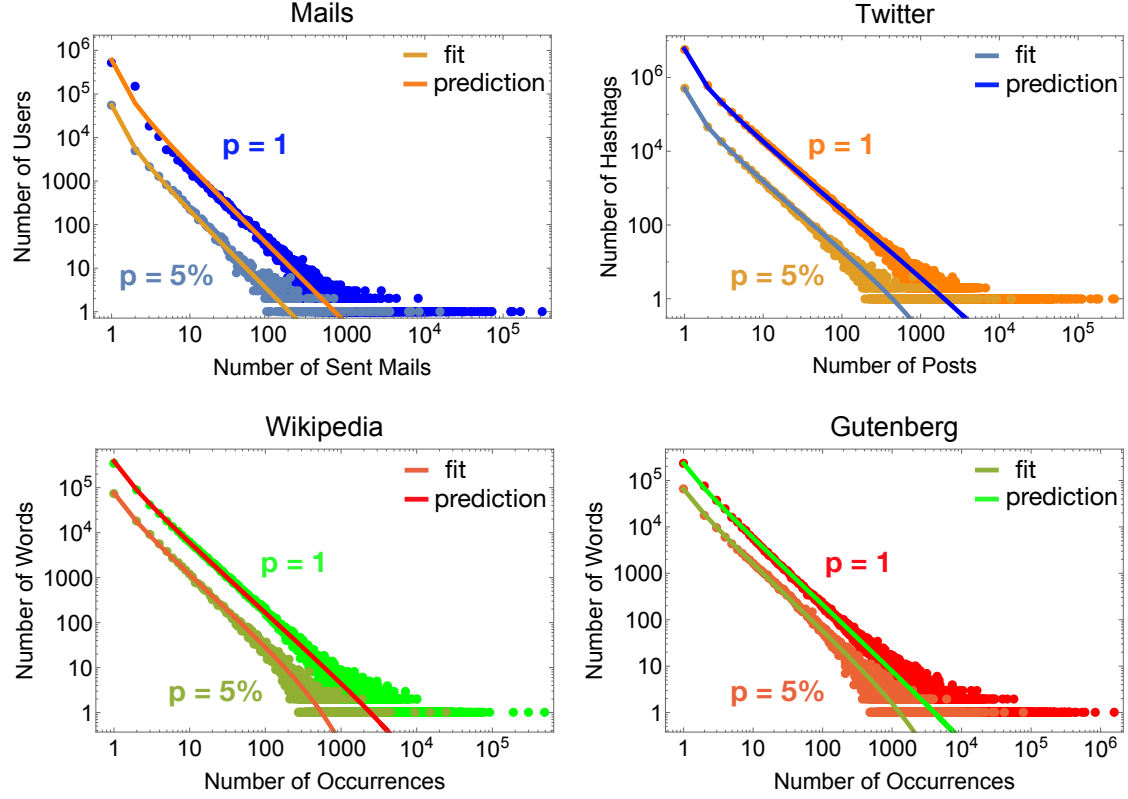 Mails
Number of Users
10^6
10^5
10^4
1000
100
10
1
fit
prediction
p = 1
p = 5%
1 10 100 1000 10^4 10^5
Number of Sent Mails
Twitter
Number of Hashtags
10^6
10^4
100
1
fit
prediction
p = 1
p = 5%
1 10 100 1000 10^4 10^5
Number of Posts
Wikipedia
Number of Words
10^5
10^4
1000
100
10
1
fit
prediction
p = 1
p = 5%
1 10 100 1000 10^4 10^5
Number of Occurrences
Gutenberg
Number of Words
10^5
10^4
1000
100
10
1
fit
prediction
p = 1
p = 5%
1 10 100 1000 10^4 10^5 10^6
Number of Occurrences